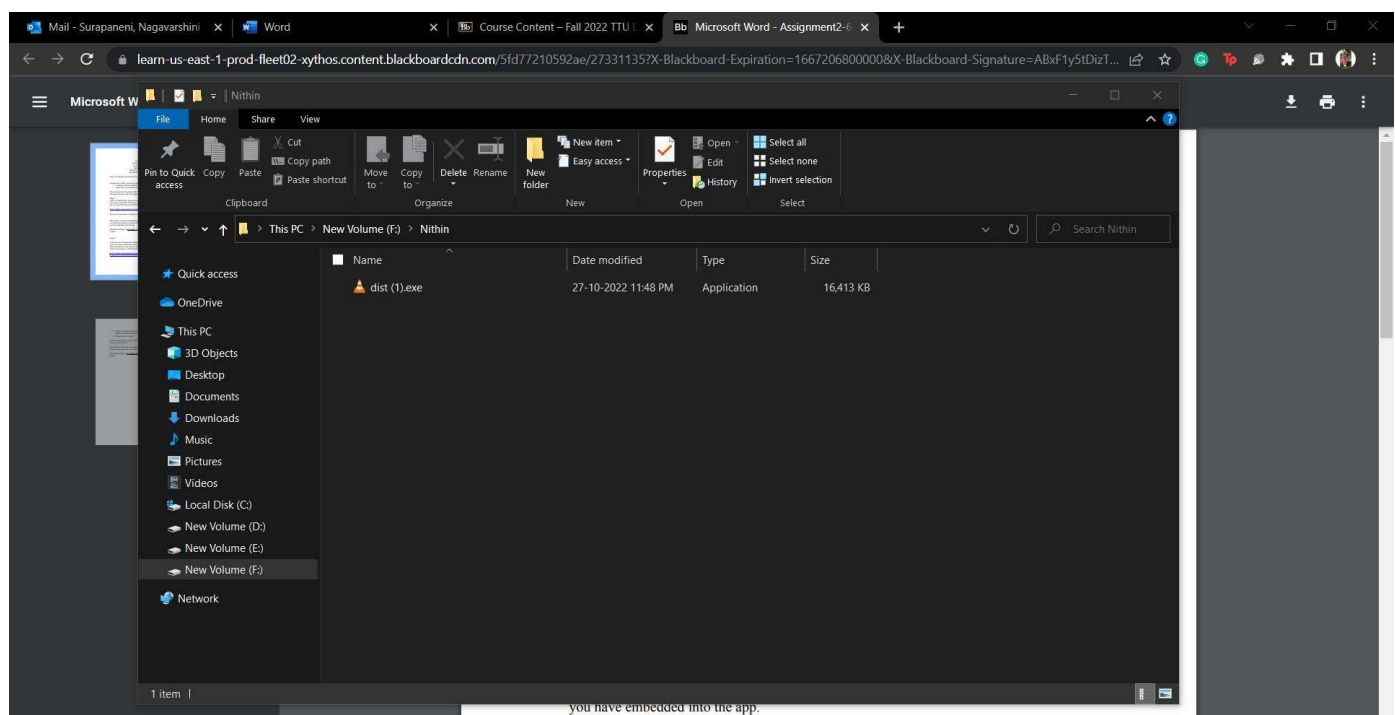 Mail - Surapaneni, Nagavarshini
Word
Course Content – Fall 2022 TTU
Microsoft Word - Assignment2-6
learn-us-east-1-prod-fleet02-xythos.content.blackboardcdn.com/5fd77210592ae/27331135?X-Blackboard-Expiration=1667206800000&X-Blackboard-Signature=ABxF1y5tDizT...
Microsoft W
Nithin
File Home Share View
Pin to Quick access
Copy
Paste
Cut
Copy path
Paste shortcut
Move to
Copy to
Delete
Rename
New folder
New item
Easy access
Properties
Open
Edit
History
Select all
Select none
Invert selection
Clipboard
Organize
New
Open
Select
This PC > New Volume (F:) > Nithin
Search Nithin
Name Date modified Type Size
dist (1).exe 27-10-2022 11:48 PM Application 16,413 KB
Quick access
OneDrive
This PC
3D Objects
Desktop
Documents
Downloads
Music
Pictures
Videos
Local Disk (C:)
New Volume (D:)
New Volume (E:)
New Volume (F:)
Network
1 item
you have embedded into the app.